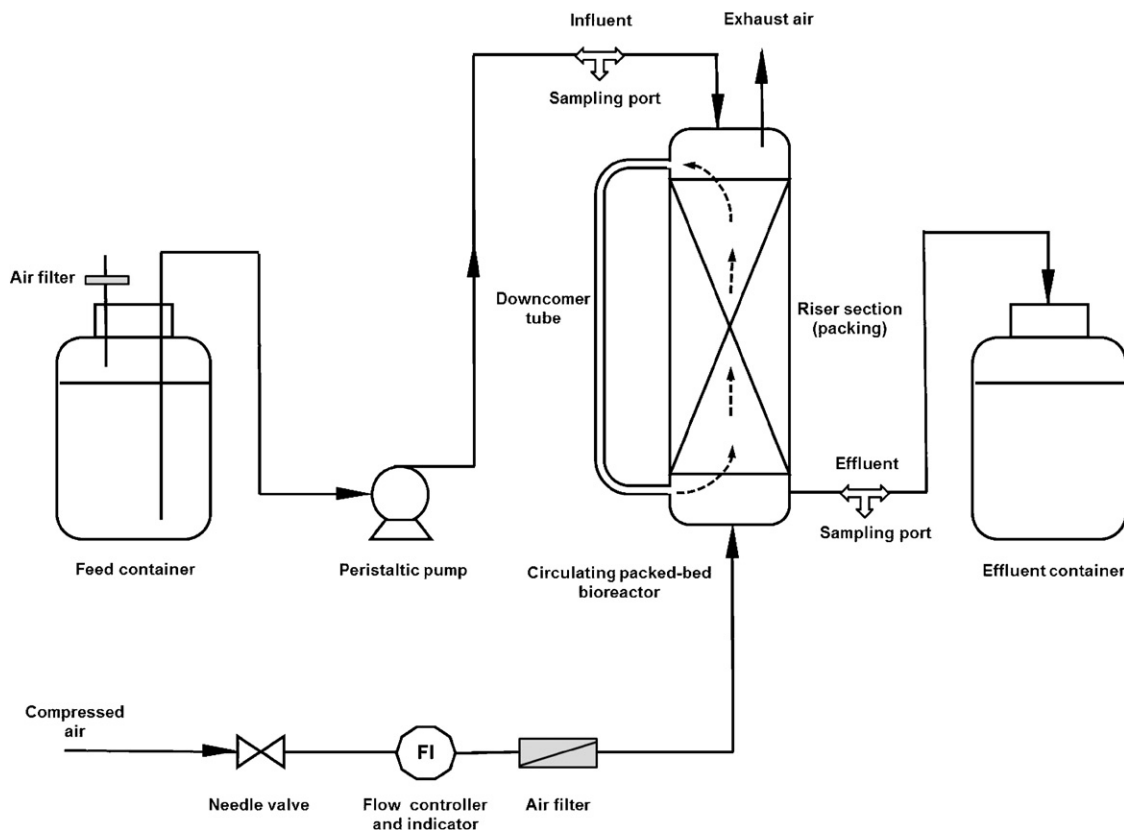 Influent
Exhaust air
Sampling port
Air filter
Downcomer
tube
Riser section
(packing)
Effluent
Sampling port
Feed container
Peristaltic pump
Circulating packed-bed
bioreactor
Effluent container
Compressed
air
FI
Needle valve
Flow controller
and indicator
Air filter